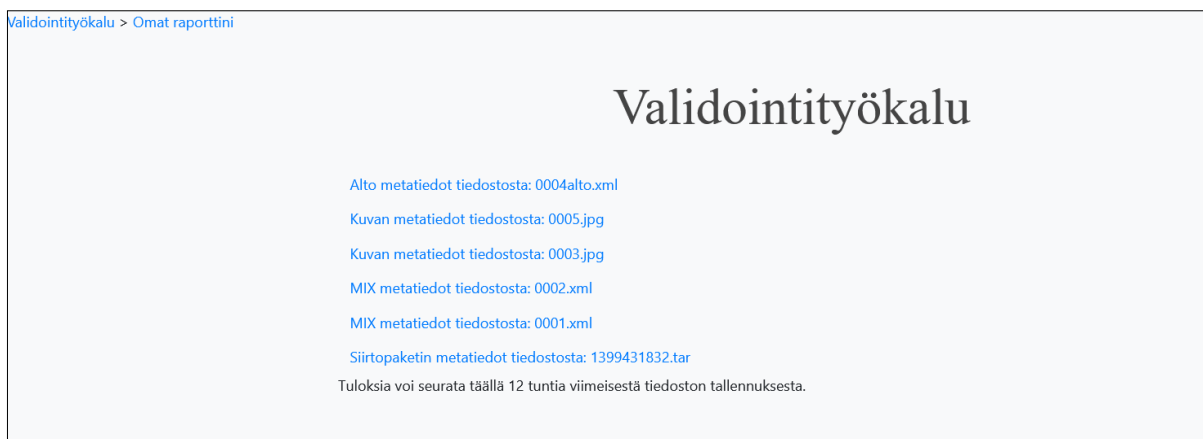 Validointityökalu > Omat raporttini
Validointityökalu
Alto metatiedot tiedostosta: 0004alto.xml
Kuvan metatiedot tiedostosta: 0005.jpg
Kuvan metatiedot tiedostosta: 0003.jpg
MIX metatiedot tiedostosta: 0002.xml
MIX metatiedot tiedostosta: 0001.xml
Siirtopaketin metatiedot tiedostosta: 1399431832.tar
Tuloksia voi seurata täällä 12 tuntia viimeisestä tiedoston tallennuksesta.